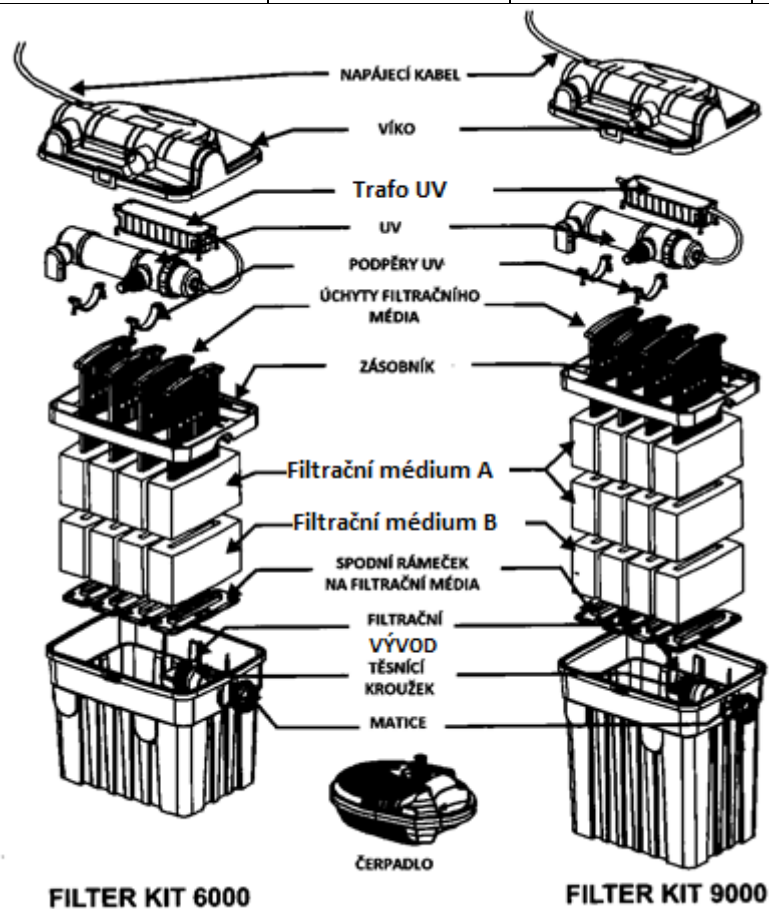 NAPÁJECÍ KABEL
VÍKO
Trafo UV
UV
PODPĚRY UV
ÚCHYTY FILTRAČNÍHO
MÉDIA
ZÁSOBNÍK
Filtrační médium A
Filtrační médium B
SPODNÍ RÁMEČEK
NA FILTRAČNÍ MÉDIA
FILTRAČNÍ
VÝVOD
TĚSNÍCÍ
KROUŽEK
MATICE
ČERPADLO
FILTER KIT 6000
FILTER KIT 9000